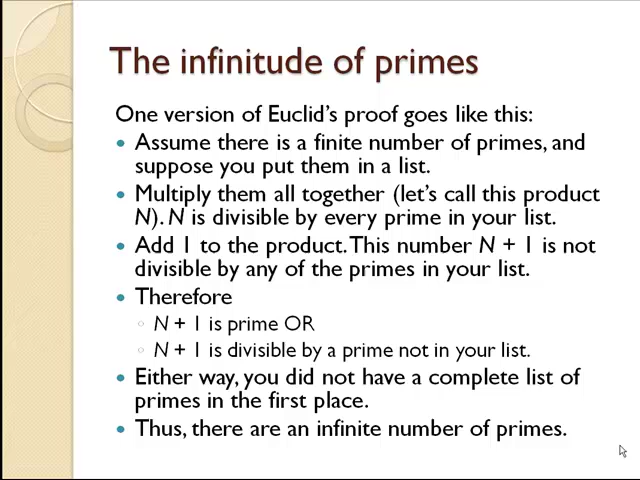 The infinitude of primes
One version of Euclid's proof goes like this:
• Assume there is a finite number of primes, and
suppose you put them in a list.
• Multiply them all together (let's call this product
N). N is divisible by every prime in your list.
• Add 1 to the product. This number N + 1 is not
divisible by any of the primes in your list.
• Therefore
◦ N + 1 is prime OR
◦ N + 1 is divisible by a prime not in your list.
• Either way, you did not have a complete list of
primes in the first place.
• Thus, there are an infinite number of primes.